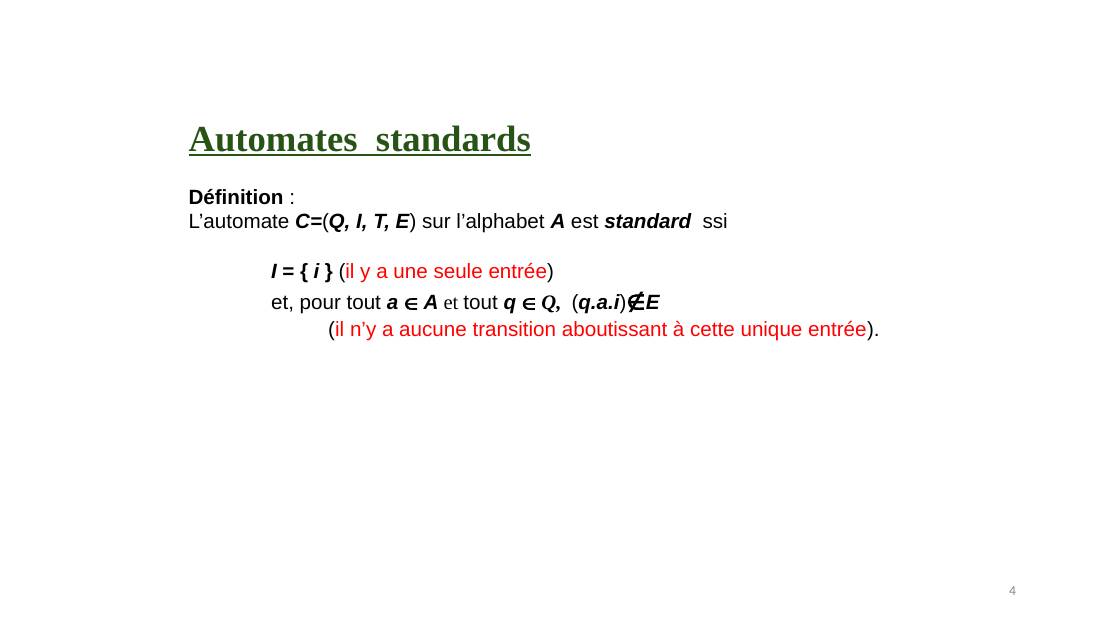 Automates  standards
Définition :
L’automate C=(Q, I, T, E) sur l’alphabet A est standard  ssi
I = { i } (il y a une seule entrée)
et, pour tout a ∈ A et tout q ∈ Q,  (q.a.i)∉E
(il n’y a aucune transition aboutissant à cette unique entrée).
4